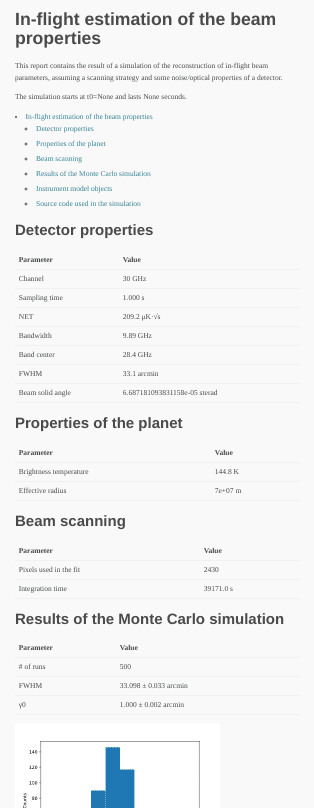 In-flight estimation of the beam
properties
This report contains the result of a simulation of the reconstruction of in-flight beam
parameters, assuming a scanning strategy and some noise/optical properties of a detector.
The simulation starts at t0=None and lasts None seconds.
• In-flight estimation of the beam properties
Detector properties
Properties of the planet
Beam scanning
Results of the Monte Carlo simulation
Instrument model objects
Source code used in the simulation
Detector properties
Parameter Value
Channel 30 GHz
Sampling time 1.000 s
NET 209.2 μK·√s
Bandwidth 9.89 GHz
Band center 28.4 GHz
FWHM 33.1 arcmin
Beam solid angle 6.687181093831158e-05 sterad
Properties of the planet
Parameter Value
Brightness temperature 144.8 K
Effective radius 7e+07 m
Beam scanning
Parameter Value
Pixels used in the fit 2430
Integration time 39171.0 s
Results of the Monte Carlo simulation
Parameter Value
# of runs 500
FWHM 33.098 ± 0.033 arcmin
γ0 1.000 ± 0.002 arcmin
140
120
100
80
Counts